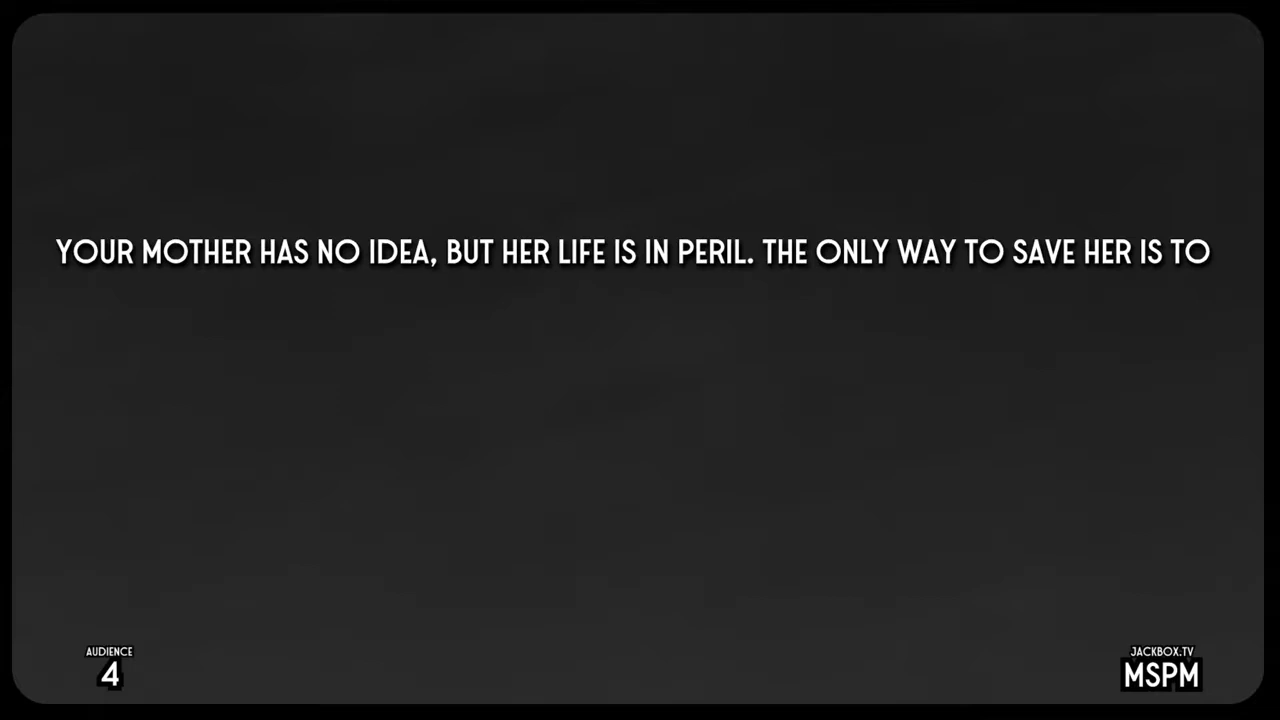 YOUR MOTHER HAS NO IDEA, BUT HER LIFE IS IN PERIL. THE ONLY WAY TO SAVE HER IS TO
AUDIENCE
4
JACKBOX.TV
MSPM